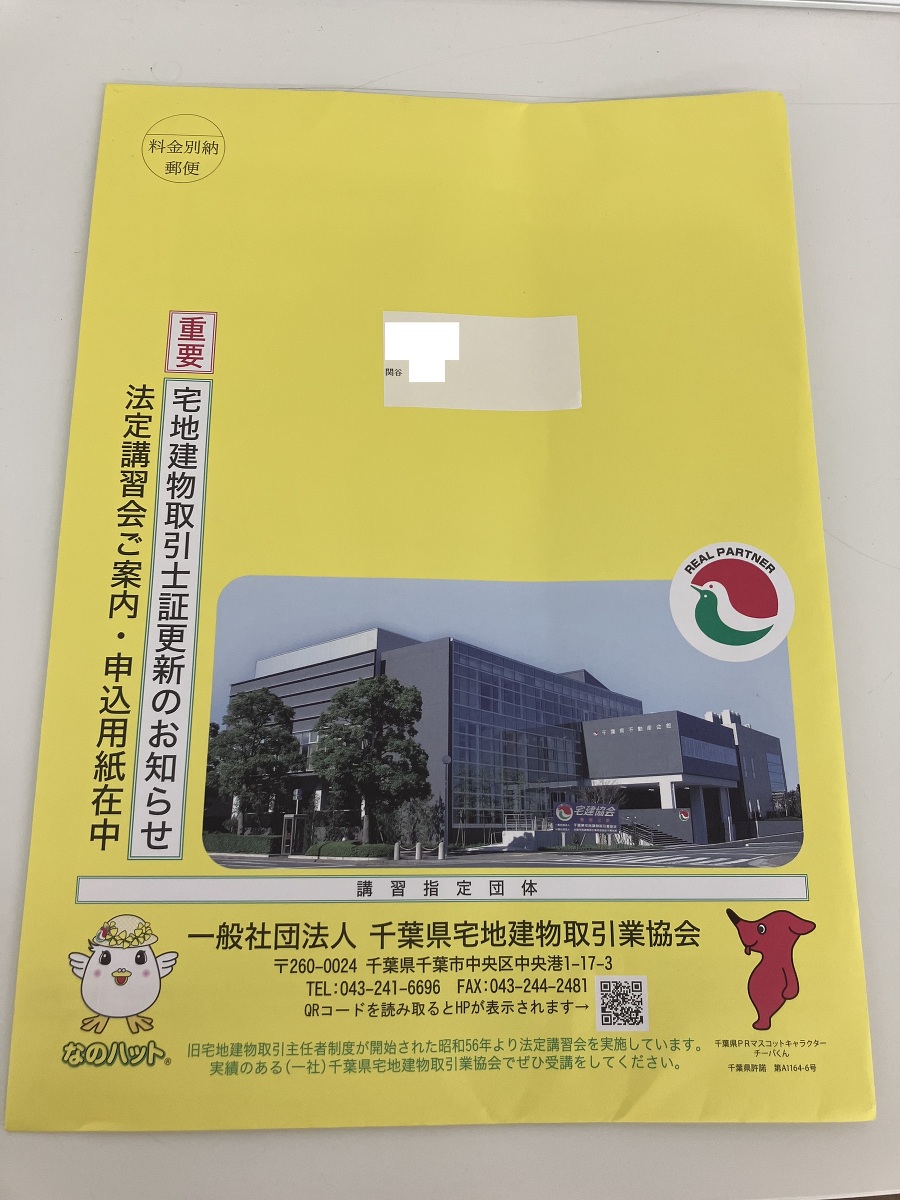 料金別納
郵便
関谷
重要
宅地建物取引士証更新のお知らせ
法定講習会ご案内・申込用紙在中
REAL PARTNER
千葉県不動産会館
宅建協会
講習指定団体
一般社団法人 千葉県宅地建物取引業協会
〒260-0024 千葉県千葉市中央区中央港1-17-3
TEL:043-241-6696 FAX:043-244-2481
QRコードを読み取るとHPが表示されます→
なのハット®
旧宅地建物取引主任者制度が開始された昭和56年より法定講習会を実施しています。
実績のある(一社)千葉県宅地建物取引業協会でぜひ受講をしてください。
千葉県PRマスコットキャラクター
チーバくん
千葉県許諾 第A1164-6号